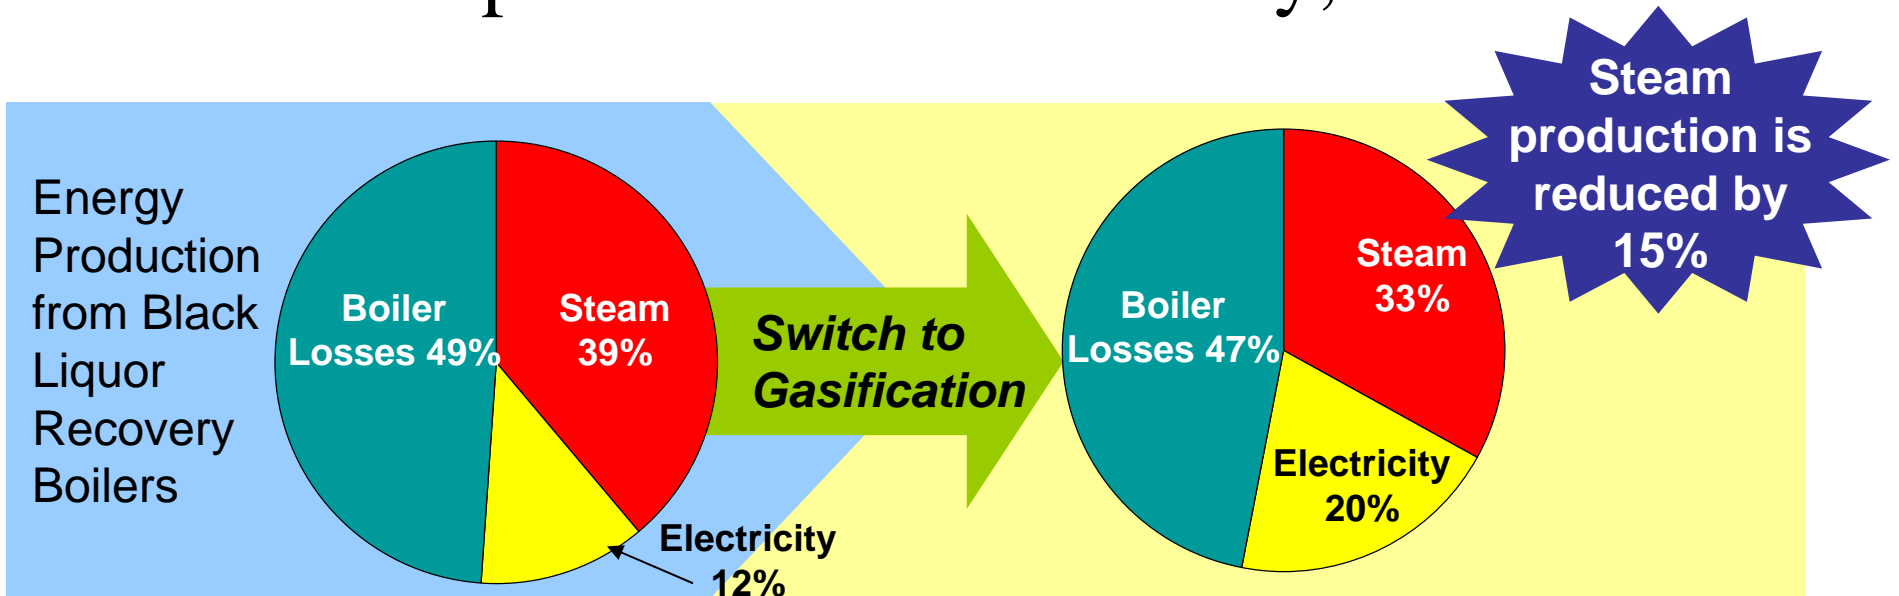 Energy
Production
from Black
Liquor
Recovery
Boilers
Boiler
Losses 49%
Steam
39%
Electricity
12%
Switch to
Gasification
Boiler
Losses 47%
Steam
33%
Electricity
20%
Steam
production is
reduced by
15%